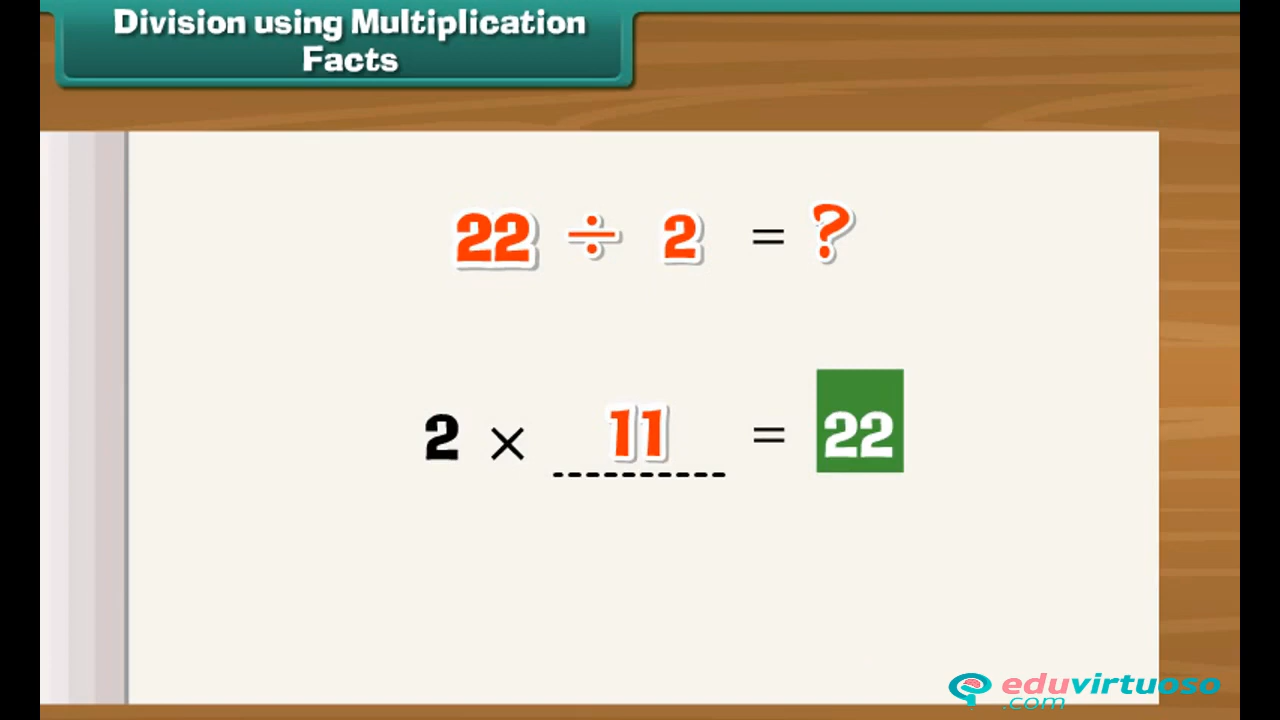 Division using Multiplication
Facts
22 ÷ 2 = ?
2 × 11 = 22
eduvirtuoso
.com